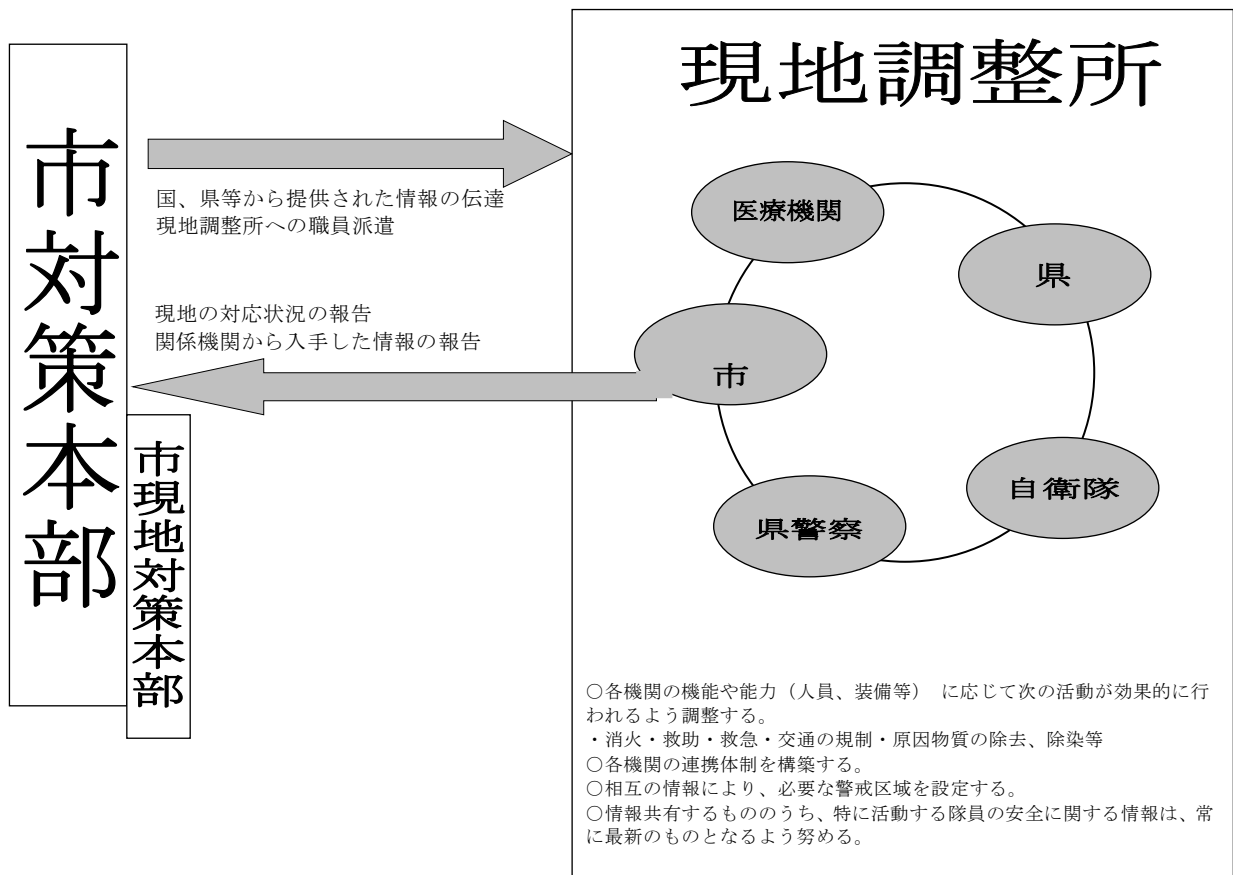 市対策本部
市現地対策本部
国、県等から提供された情報の伝達
現地調整所への職員派遣
現地の対応状況の報告
関係機関から入手した情報の報告
現地調整所
医療機関
県
市
自衛隊
県警察
○各機関の機能や能力（人員、装備等） に応じて次の活動が効果的に行
われるよう調整する。
・消火・救助・救急・交通の規制・原因物質の除去、除染等
○各機関の連携体制を構築する。
○相互の情報により、必要な警戒区域を設定する。
○情報共有するもののうち、特に活動する隊員の安全に関する情報は、常
に最新のものとなるよう努める。